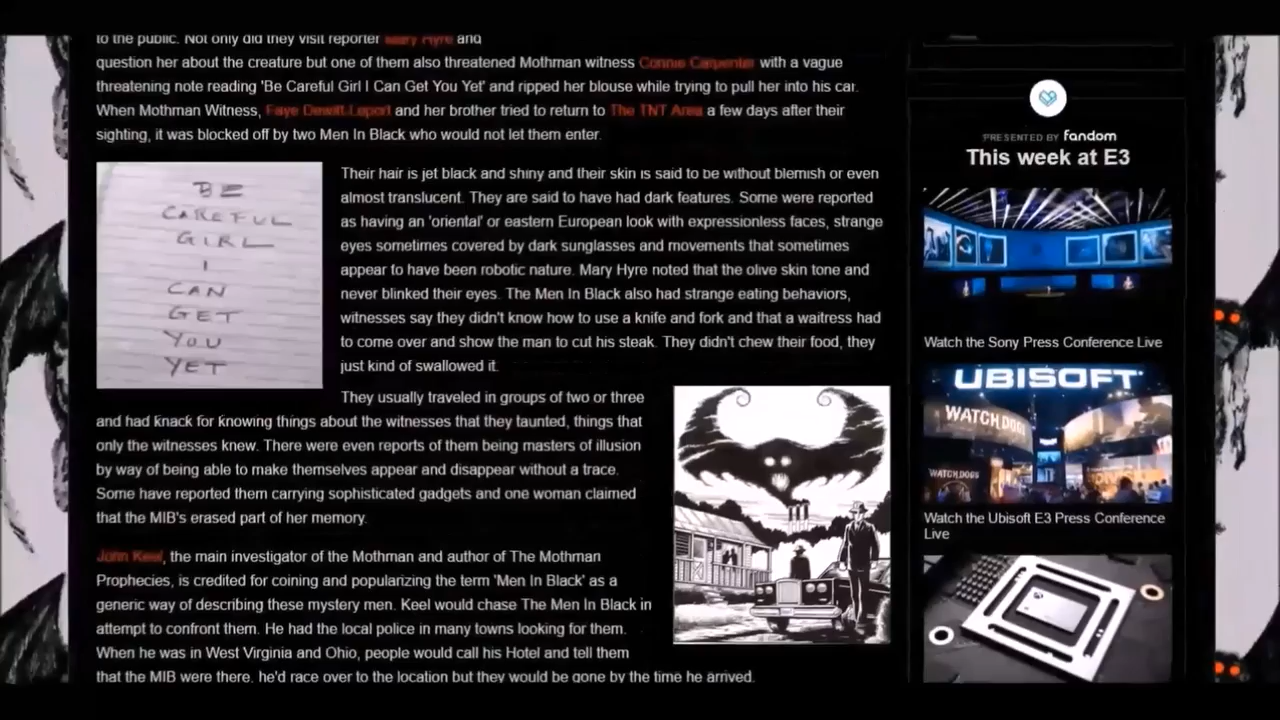 to the public. Not only did they visit reporter Mary Hyre and
question her about the creature but one of them also threatened Mothman witness Connie Carpenter with a vague
threatening note reading 'Be Careful Girl I Can Get You Yet' and ripped her blouse while trying to pull her into his car.
When Mothman Witness, Faye Dewitt-Leport and her brother tried to return to The TNT Area a few days after their
sighting, it was blocked off by two Men In Black who would not let them enter.
BE
CAREFUL
GIRL
I
CAN
GET
YOU
YET
Their hair is jet black and shiny and their skin is said to be without blemish or even
almost translucent. They are said to have had dark features. Some were reported
as having an 'oriental' or eastern European look with expressionless faces, strange
eyes sometimes covered by dark sunglasses and movements that sometimes
appear to have been robotic nature. Mary Hyre noted that the olive skin tone and
never blinked their eyes. The Men In Black also had strange eating behaviors,
witnesses say they didn't know how to use a knife and fork and that a waitress had
to come over and show the man to cut his steak. They didn't chew their food, they
just kind of swallowed it.
They usually traveled in groups of two or three
and had knack for knowing things about the witnesses that they taunted, things that
only the witnesses knew. There were even reports of them being masters of illusion
by way of being able to make themselves appear and disappear without a trace.
Some have reported them carrying sophisticated gadgets and one woman claimed
that the MIB's erased part of her memory.
John Keel, the main investigator of the Mothman and author of The Mothman
Prophecies, is credited for coining and popularizing the term 'Men In Black' as a
generic way of describing these mystery men. Keel would chase The Men In Black in
attempt to confront them. He had the local police in many towns looking for them.
When he was in West Virginia and Ohio, people would call his Hotel and tell them
that the MIB were there, he'd race over to the location but they would be gone by the time he arrived.
PRESENTED BY fandom
This week at E3
Watch the Sony Press Conference Live
UBISOFT
WATCH DOGS
WATCH DOGS
Watch the Ubisoft E3 Press Conference
Live